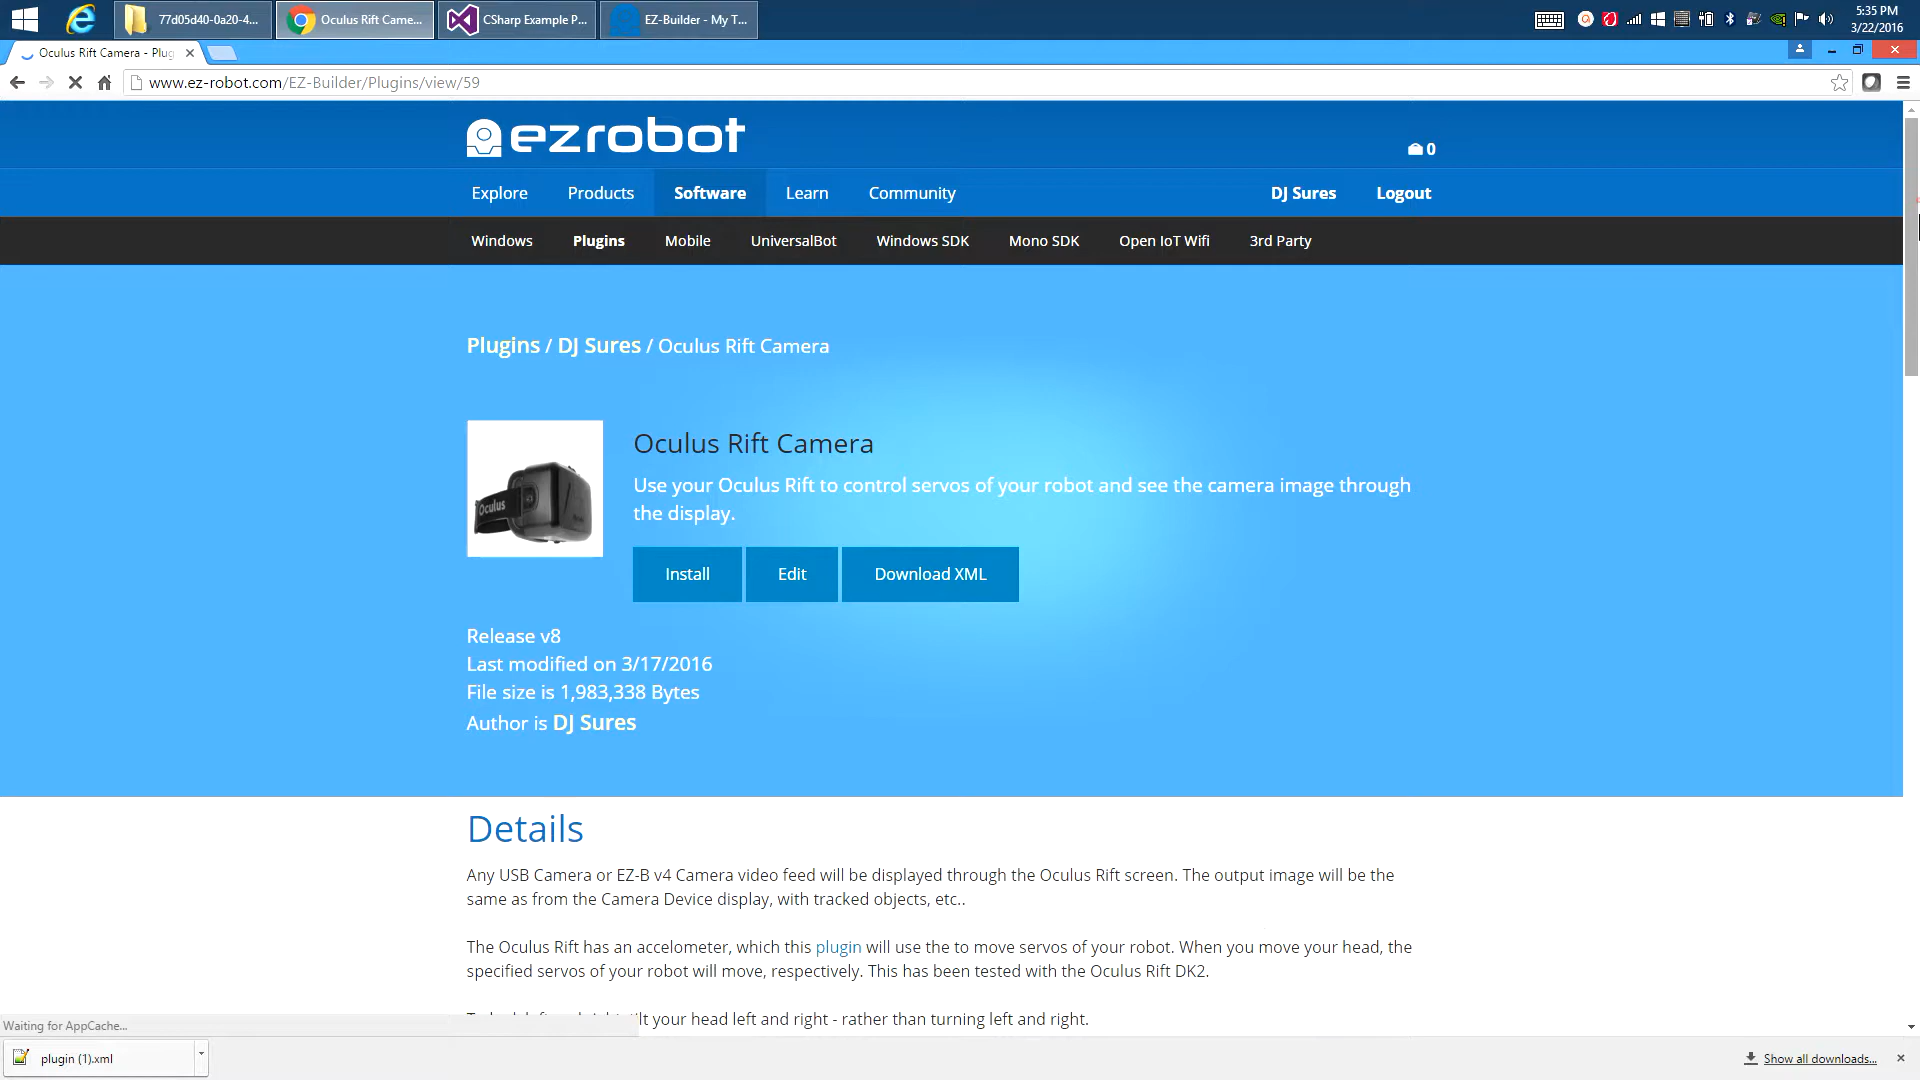 77d05d40-0a20-4...
Oculus Rift Came...
CSharp Example P...
EZ-Builder - My T...
5:35 PM
3/22/2016
Oculus Rift Camera - Plug
www.ez-robot.com/EZ-Builder/Plugins/view/59
ezrobot
0
Explore Products Software Learn Community DJ Sures Logout
Windows Plugins Mobile UniversalBot Windows SDK Mono SDK Open IoT Wifi 3rd Party
Plugins / DJ Sures / Oculus Rift Camera
Oculus
Oculus Rift Camera
Use your Oculus Rift to control servos of your robot and see the camera image through
the display.
Install Edit Download XML
Release v8
Last modified on 3/17/2016
File size is 1,983,338 Bytes
Author is DJ Sures
Details
Any USB Camera or EZ-B v4 Camera video feed will be displayed through the Oculus Rift screen. The output image will be the
same as from the Camera Device display, with tracked objects, etc..
The Oculus Rift has an accelometer, which this plugin will use the to move servos of your robot. When you move your head, the
specified servos of your robot will move, respectively. This has been tested with the Oculus Rift DK2.
your head left and right - rather than turning left and right.
Waiting for AppCache...
plugin (1).xml
Show all downloads...